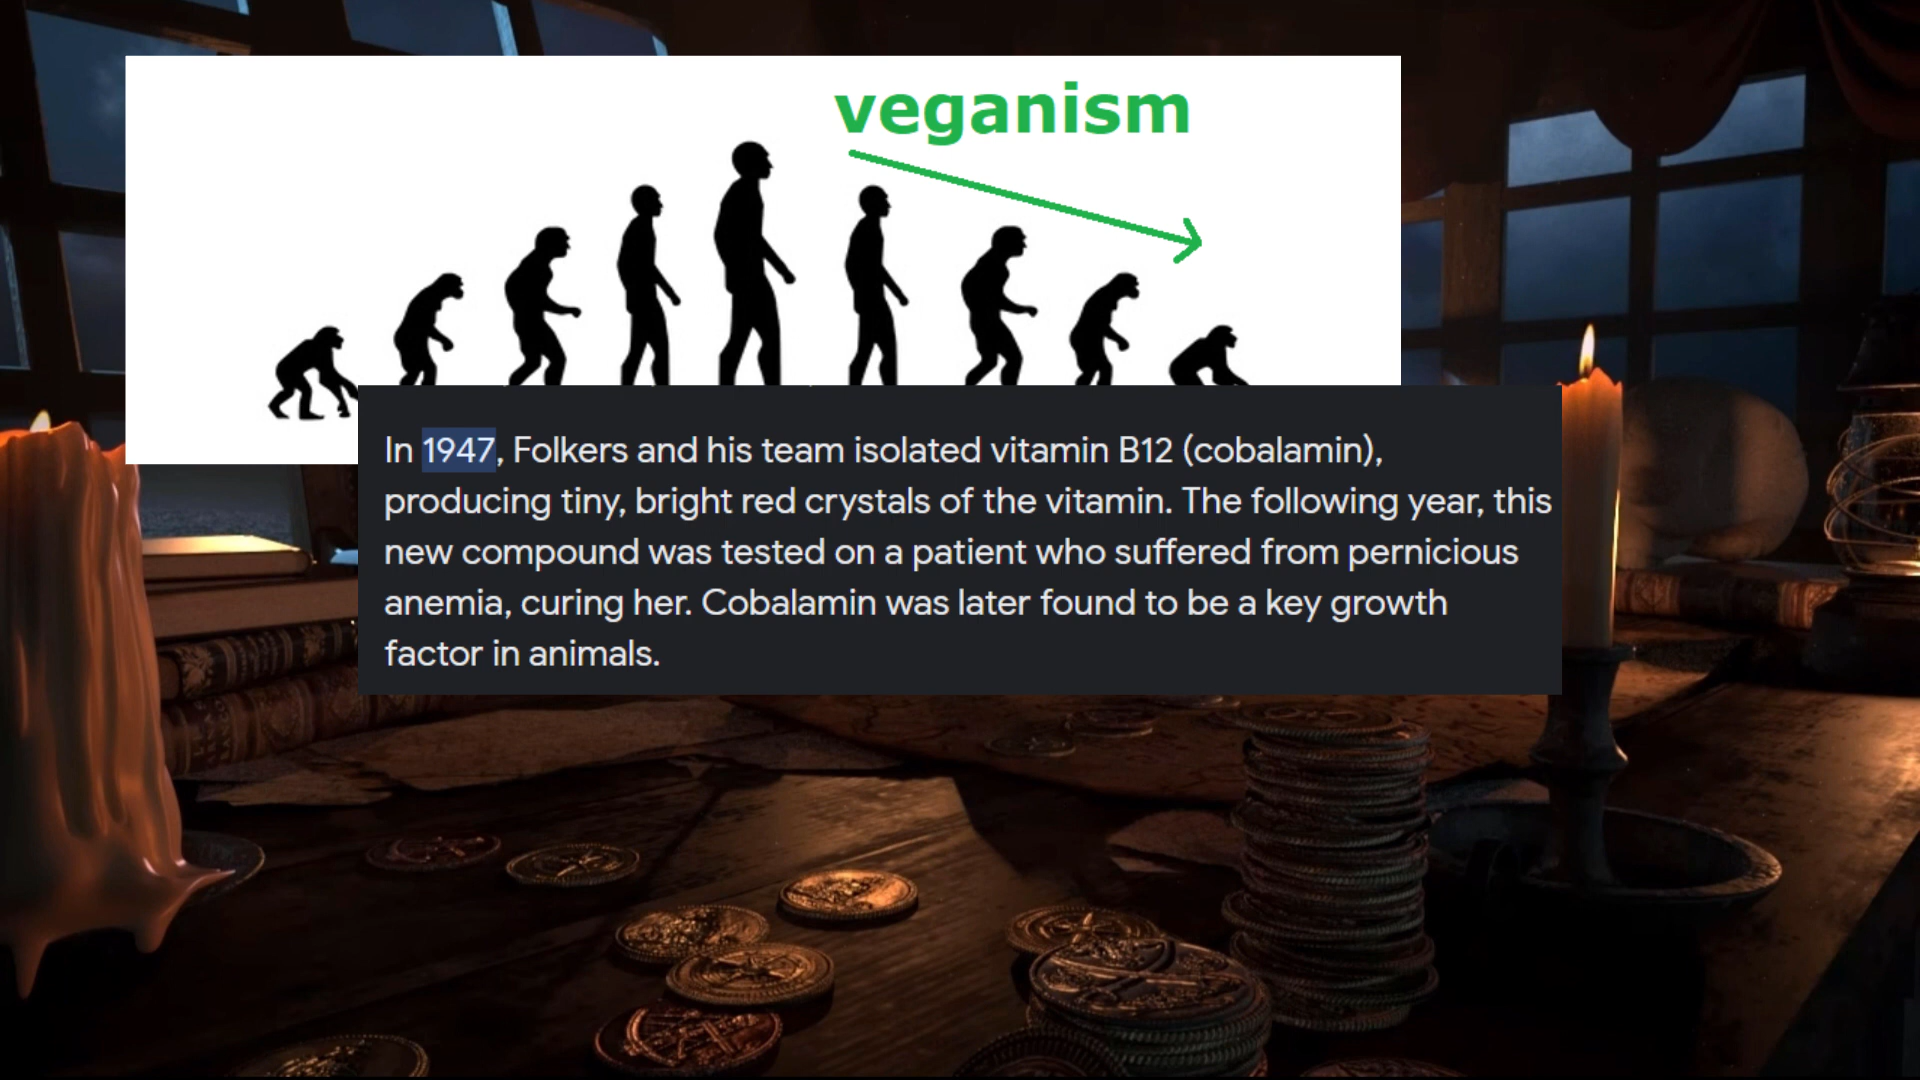 veganism
In 1947, Folkers and his team isolated vitamin B12 (cobalamin),
producing tiny, bright red crystals of the vitamin. The following year, this
new compound was tested on a patient who suffered from pernicious
anemia, curing her. Cobalamin was later found to be a key growth
factor in animals.